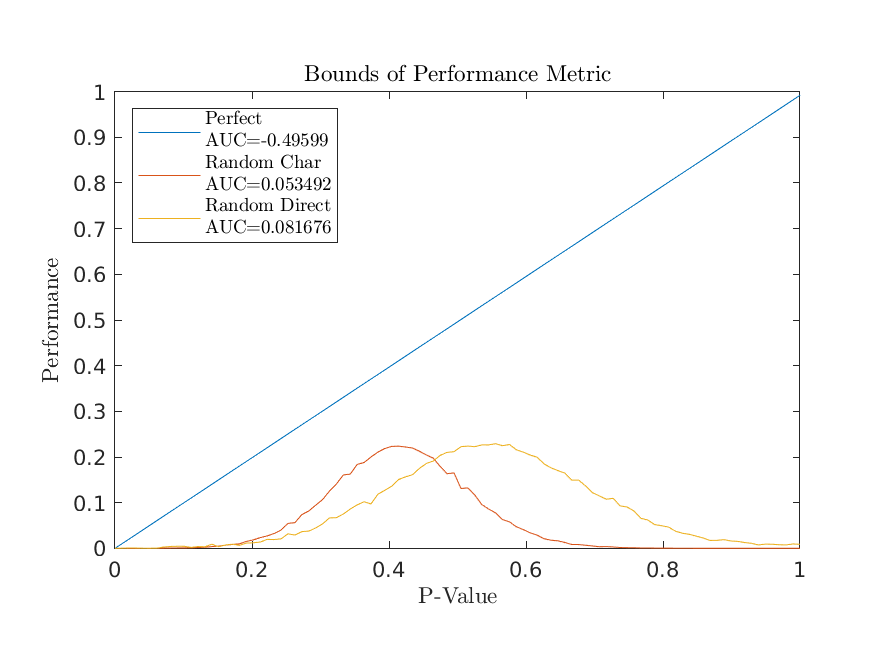 Bounds of Performance Metric
1
0.9
0.8
0.7
0.6
0.5
0.4
0.3
0.2
0.1
0
Performance
Perfect
AUC=-0.49599
Random Char
AUC=0.053492
Random Direct
AUC=0.081676
0 0.2 0.4 0.6 0.8 1
P-Value